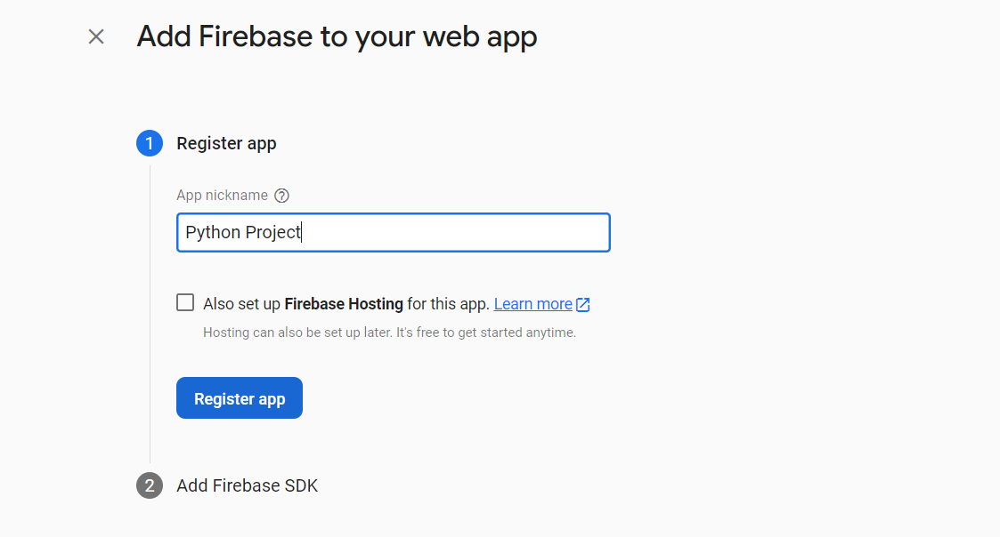 Add Firebase to your web app
1 Register app
App nickname ?
Python Project
Also set up Firebase Hosting for this app. Learn more
Hosting can also be set up later. It's free to get started anytime.
Register app
2 Add Firebase SDK